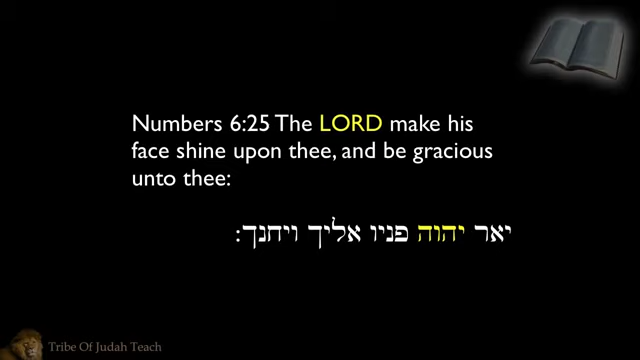 Numbers 6:25 The LORD make his
face shine upon thee, and be gracious
unto thee:
יאר יהוה פניו אליך ויחנך:
Tribe Of Judah Teach